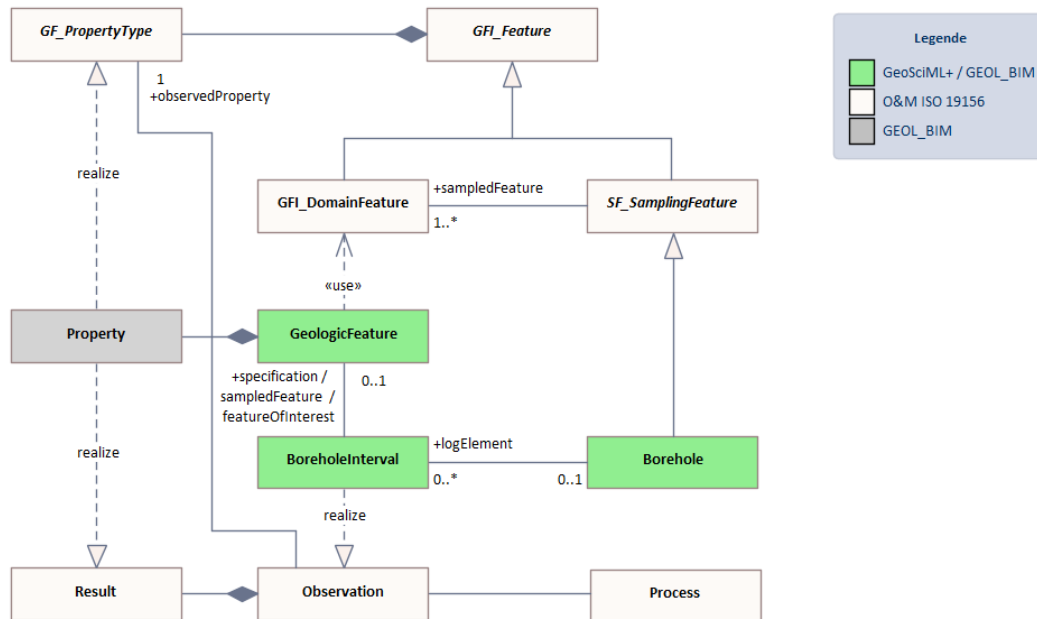 GF_PropertyType
GFI_Feature
Legende
GeoSciML+ / GEOL_BIM
O&M ISO 19156
GEOL_BIM
1
+observedProperty
realize
GFI_DomainFeature
+sampledFeature
1..*
SF_SamplingFeature
«use»
Property
GeologicFeature
+specification /
sampledFeature /
featureOfInterest
0..1
realize
BoreholeInterval
+logElement
0..*
0..1
Borehole
realize
Result
Observation
Process